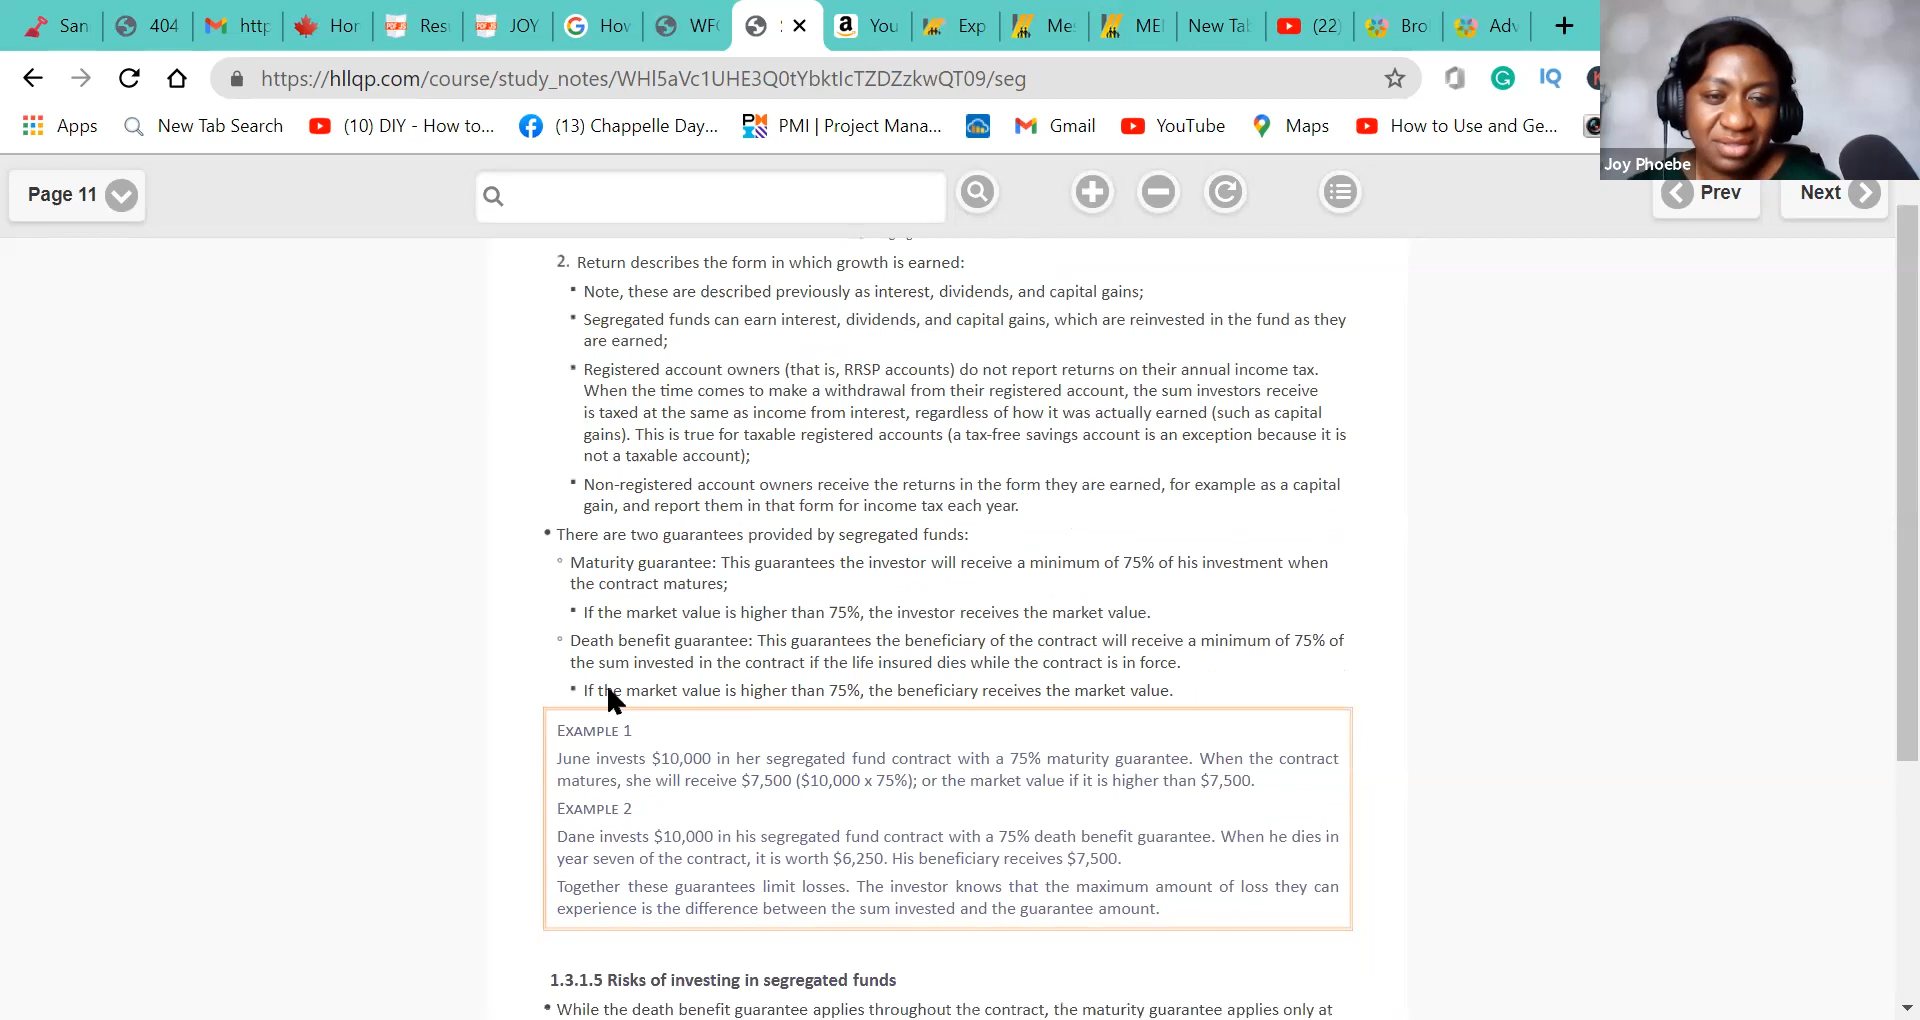 San 404 http Hor Res JOY Hov WFC : You Exp Me ME New Tab (22) Bro Adv
https://hllqp.com/course/study_notes/WHl5aVc1UHE3Q0tYbktIcTZDZzkwQT09/seg
Apps New Tab Search (10) DIY - How to... (13) Chappelle Day... PMI | Project Mana... Gmail YouTube Maps How to Use and Ge...
Joy Phoebe
Page 11 Prev Next
2. Return describes the form in which growth is earned:
▪ Note, these are described previously as interest, dividends, and capital gains;
▪ Segregated funds can earn interest, dividends, and capital gains, which are reinvested in the fund as they
are earned;
▪ Registered account owners (that is, RRSP accounts) do not report returns on their annual income tax.
When the time comes to make a withdrawal from their registered account, the sum investors receive
is taxed at the same as income from interest, regardless of how it was actually earned (such as capital
gains). This is true for taxable registered accounts (a tax-free savings account is an exception because it is
not a taxable account);
▪ Non-registered account owners receive the returns in the form they are earned, for example as a capital
gain, and report them in that form for income tax each year.
• There are two guarantees provided by segregated funds:
◦ Maturity guarantee: This guarantees the investor will receive a minimum of 75% of his investment when
the contract matures;
▪ If the market value is higher than 75%, the investor receives the market value.
◦ Death benefit guarantee: This guarantees the beneficiary of the contract will receive a minimum of 75% of
the sum invested in the contract if the life insured dies while the contract is in force.
▪ If the market value is higher than 75%, the beneficiary receives the market value.
EXAMPLE 1
June invests $10,000 in her segregated fund contract with a 75% maturity guarantee. When the contract
matures, she will receive $7,500 ($10,000 x 75%); or the market value if it is higher than $7,500.
EXAMPLE 2
Dane invests $10,000 in his segregated fund contract with a 75% death benefit guarantee. When he dies in
year seven of the contract, it is worth $6,250. His beneficiary receives $7,500.
Together these guarantees limit losses. The investor knows that the maximum amount of loss they can
experience is the difference between the sum invested and the guarantee amount.
1.3.1.5 Risks of investing in segregated funds
• While the death benefit guarantee applies throughout the contract, the maturity guarantee applies only at